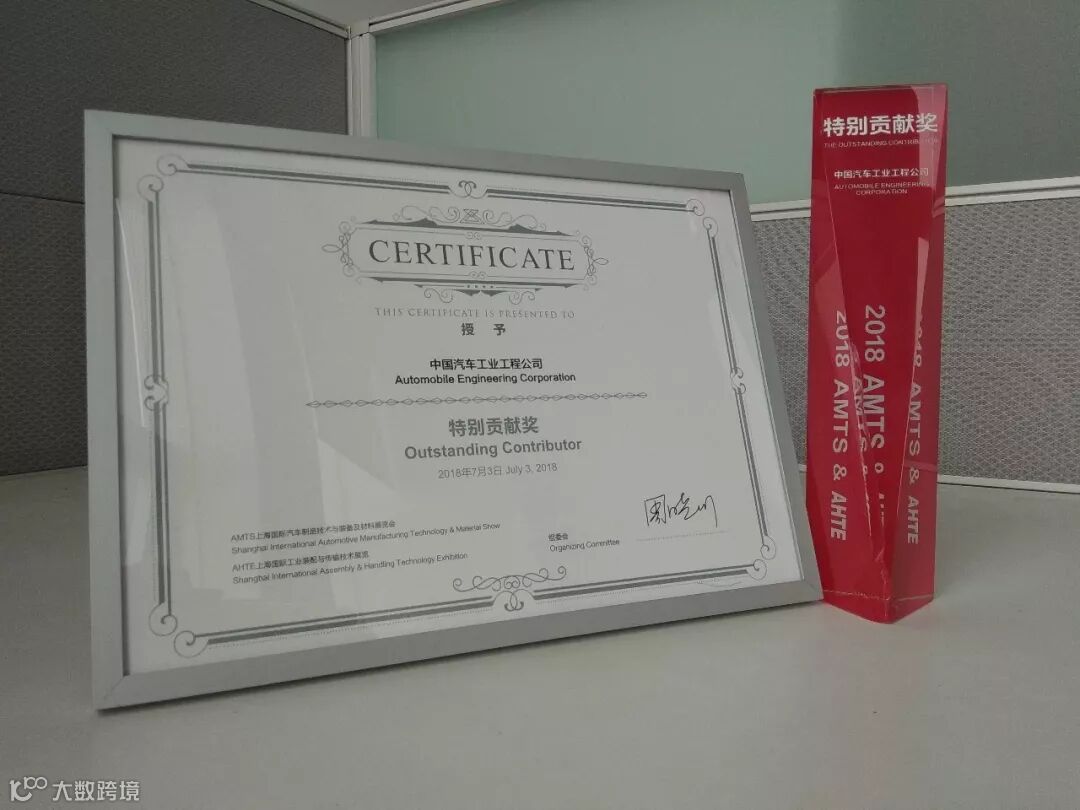 CERTIFICATE
THIS CERTIFICATE IS PRESENTED TO
授 予
中国汽车工业工程公司
Automobile Engineering Corporation
特别贡献奖
Outstanding Contributor
2018年7月3日 July 3, 2018
AMTS上海国际汽车制造技术与装备及材料展览会
Shanghai International Automotive Manufacturing Technology & Material Show
AHTE上海国际工业装配与传输技术展览
Shanghai International Assembly & Handling Technology Exhibition
组委会
Organizing Committee
特别贡献奖
THE OUTSTANDING CONTRIBUTOR
中国汽车工业工程公司
AUTOMOBILE ENGINEERING
CORPORATION
2018 AMTS & AHTE
2018 AMTS &
2018 AMTS & AHTE
大数跨境